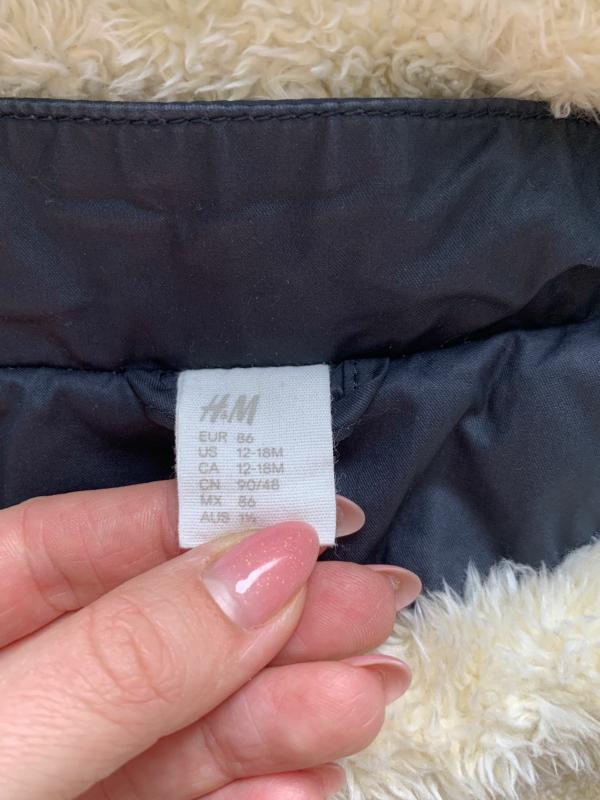 H&M
EUR 86
US 12-18M
CA 12-18M
CN 90/48
MX 86
AUS 1½